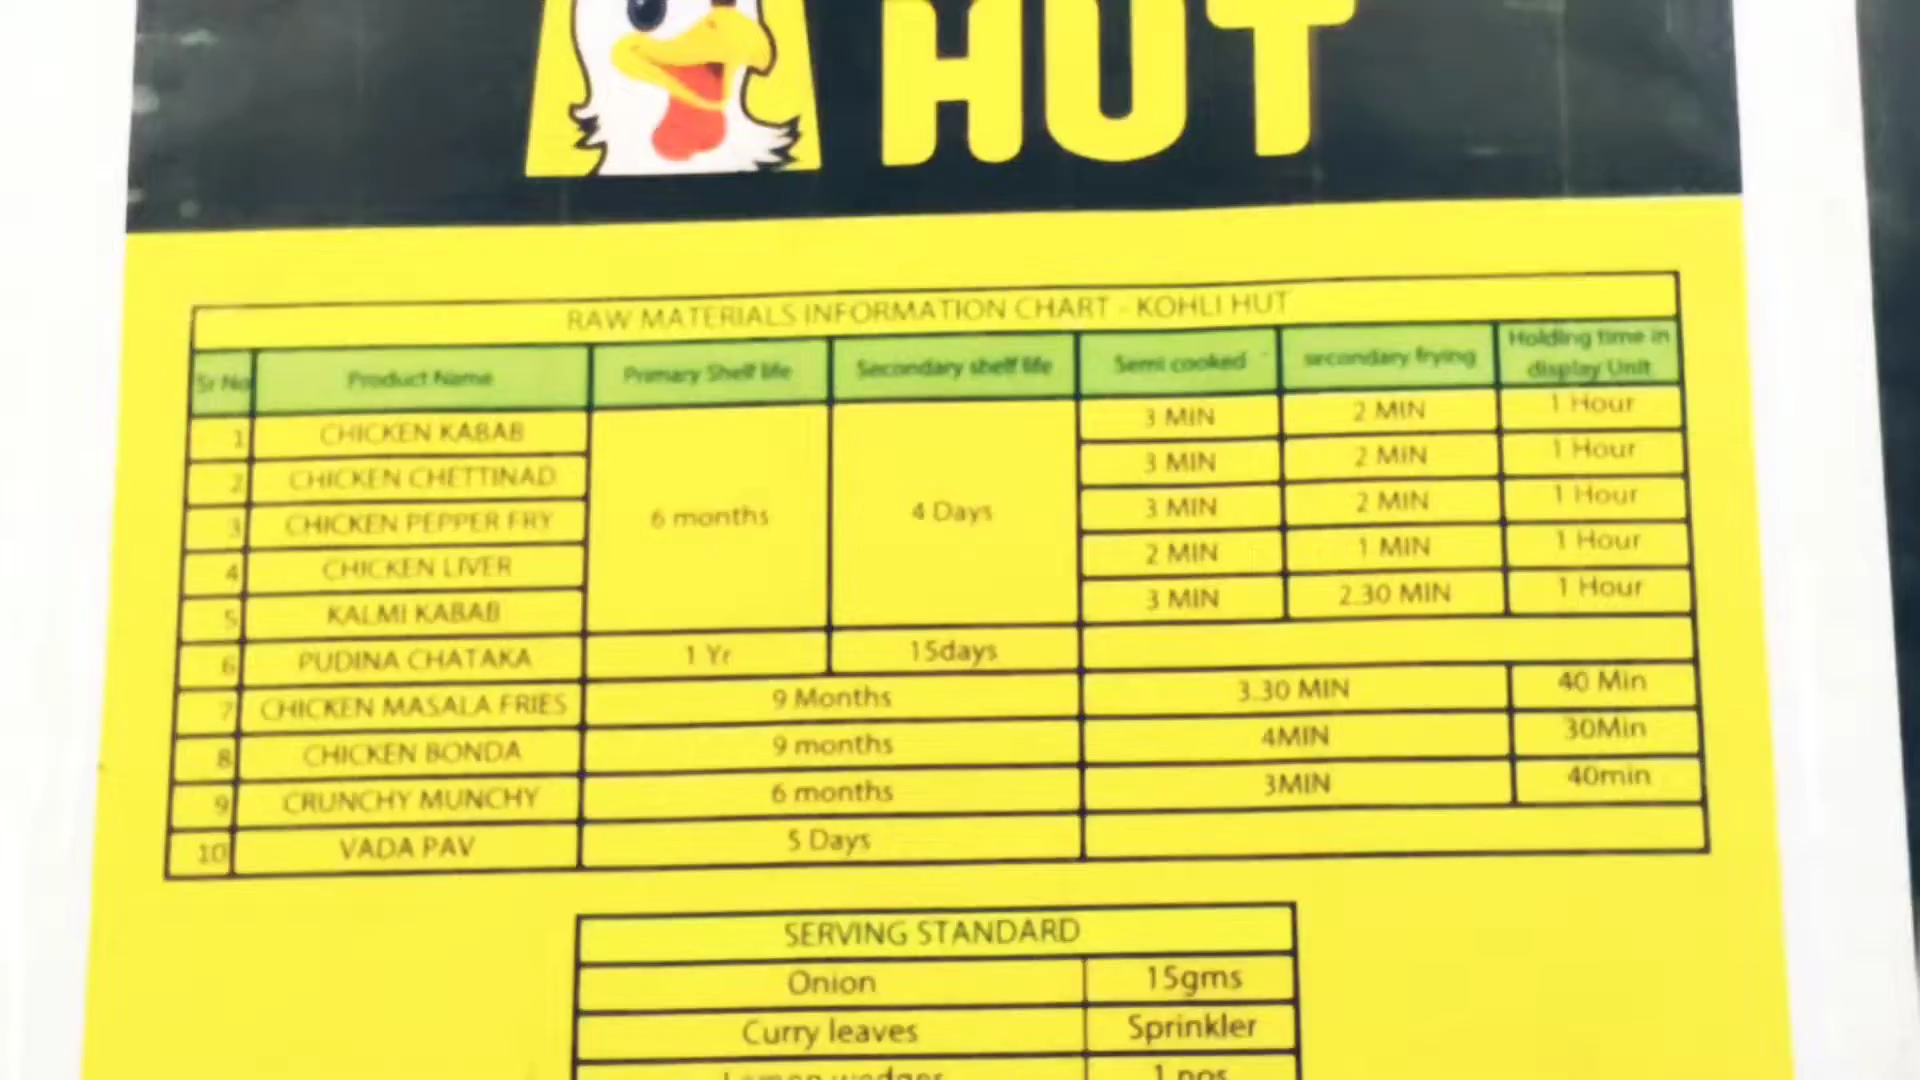 HUT
RAW MATERIALS INFORMATION CHART - KOHLI HUT
Sr No Product Name Primary Shelf life Secondary shelf life Semi cooked secondary frying Holding time in display Unit
1 CHICKEN KABAB 6 months 4 Days 3 MIN 2 MIN 1 Hour
2 CHICKEN CHETTINAD 3 MIN 2 MIN 1 Hour
3 CHICKEN PEPPER FRY 3 MIN 2 MIN 1 Hour
4 CHICKEN LIVER 2 MIN 1 MIN 1 Hour
5 KALMI KABAB 3 MIN 2.30 MIN 1 Hour
6 PUDINA CHATAKA 1 Yr 15days
7 CHICKEN MASALA FRIES 9 Months 3.30 MIN 40 Min
8 CHICKEN BONDA 9 months 4MIN 30Min
9 CRUNCHY MUNCHY 6 months 3MIN 40min
10 VADA PAV 5 Days
SERVING STANDARD
Onion 15gms
Curry leaves Sprinkler